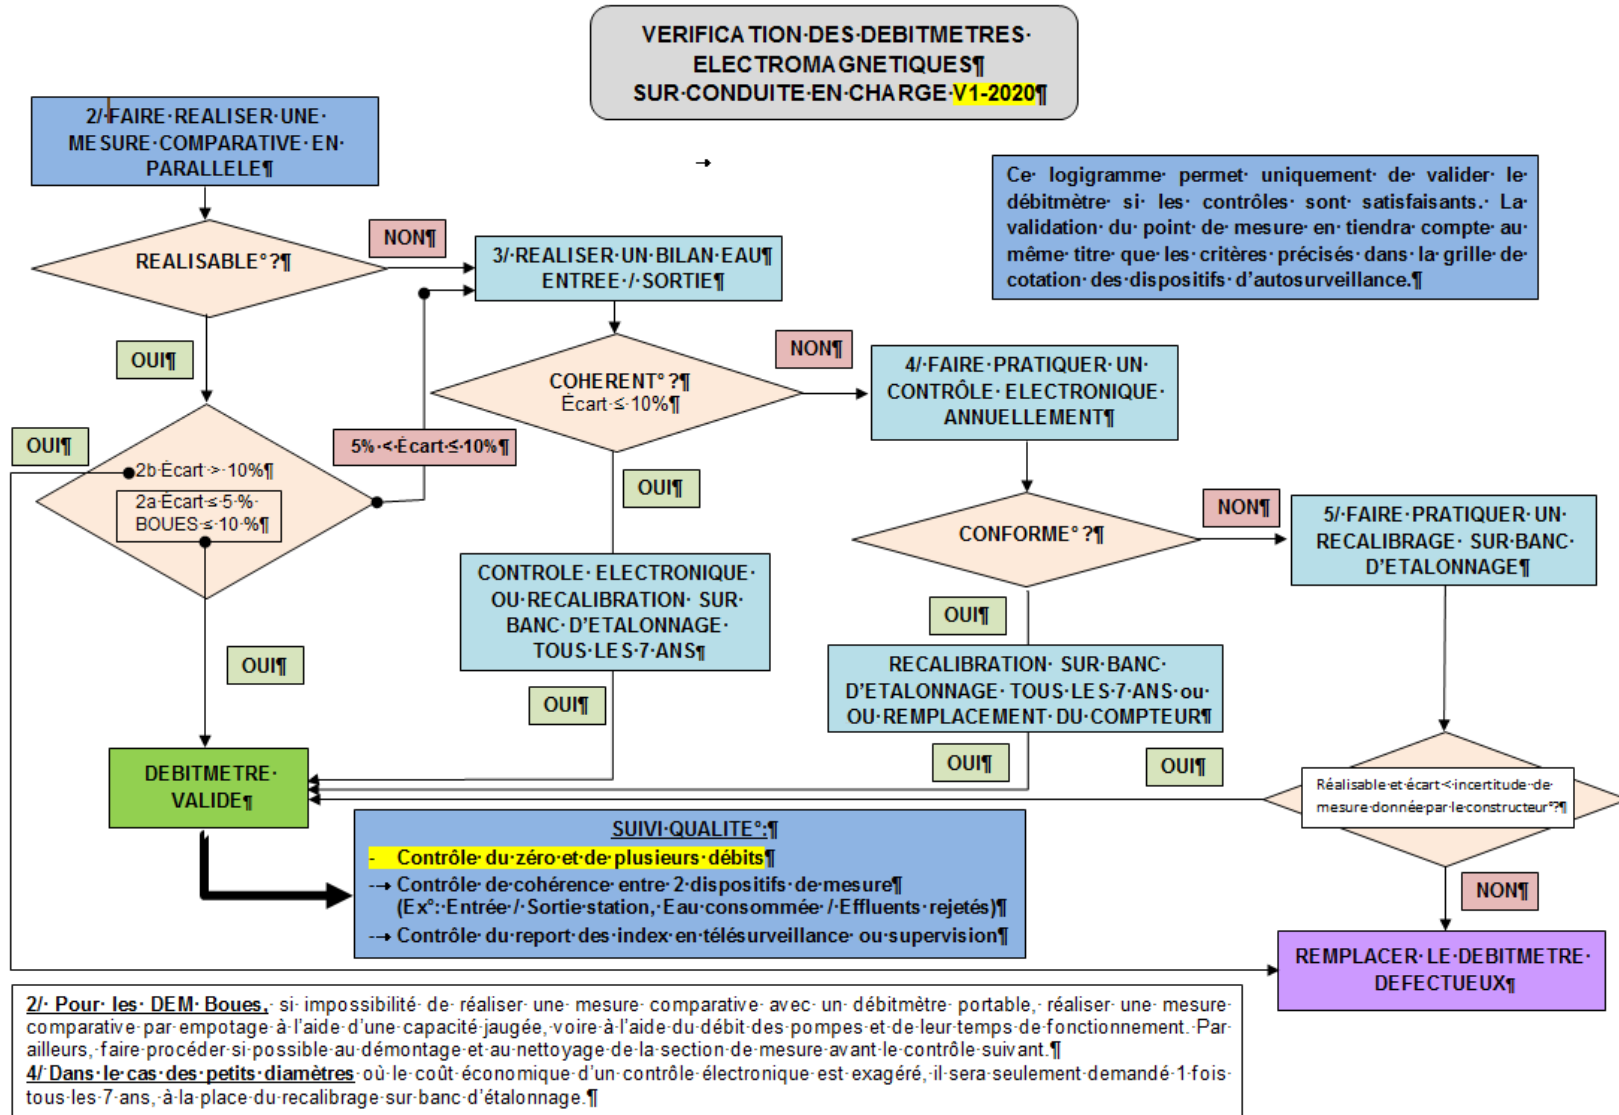 VERIFICATION·DES·DEBITMETRES·
ELECTROMAGNETIQUES¶
SUR·CONDUITE·EN·CHARGE·V1-2020¶
2/·FAIRE·REALISER·UNE·
MESURE·COMPARATIVE·EN·
PARALLELE¶
Ce· logigramme· permet· uniquement· de· valider· le·
débitmètre· si· les· contrôles· sont· satisfaisants.· La·
validation· du· point· de· mesure· en· tiendra· compte· au·
même· titre· que· les· critères· précisés· dans· la· grille· de·
cotation· des· dispositifs· d'autosurveillance.¶
REALISABLE°?¶
NON¶
3/·REALISER·UN·BILAN·EAU¶
ENTREE·/·SORTIE¶
OUI¶
COHERENT°?¶
Écart·≤·10%¶
NON¶
4/·FAIRE·PRATIQUER·UN·
CONTRÔLE·ELECTRONIQUE·
ANNUELLEMENT¶
OUI¶
5%·<·Écart·≤·10%¶
2b·Écart·>·10%¶
2a·Écart·≤·5·%·
BOUES·≤·10·%¶
OUI¶
CONFORME°?¶
NON¶
5/·FAIRE·PRATIQUER·UN·
RECALIBRAGE·SUR·BANC·
D'ETALONNAGE¶
CONTROLE·ELECTRONIQUE·
OU·RECALIBRATION·SUR·
BANC·D'ETALONNAGE·
TOUS·LES·7·ANS¶
OUI¶
OUI¶
RECALIBRATION·SUR·BANC·
D'ETALONNAGE·TOUS·LES·7·ANS·ou·
OU·REMPLACEMENT·DU·COMPTEUR¶
OUI¶
OUI¶
OUI¶
DEBITMETRE·
VALIDE¶
Réalisable·et·écart·<·incertitude··de·
mesure·donnée·par·le·constructeur°?¶
SUIVI·QUALITE°:¶
- Contrôle·du·zéro·et·de·plusieurs·débits¶
-→ Contrôle·de·cohérence·entre·2·dispositifs·de·mesure¶
(Ex°:·Entrée·/·Sortie·station,·Eau·consommée·/·Effluents·rejetés)¶
-→ Contrôle·du·report·des·index·en·télésurveillance·ou·supervision¶
NON¶
REMPLACER·LE·DEBITMETRE·
DEFECTUEUX¶
2/·Pour·les·DEM·Boues,·si·impossibilité·de·réaliser·une·mesure·comparative·avec·un·débitmètre·portable,·réaliser·une·mesure·
comparative·par·empotage·à·l'aide·d'une·capacité·jaugée,·voire·à·l'aide·du·débit·des·pompes·et·de·leur·temps·de·fonctionnement.·Par·
ailleurs,·faire·procéder·si·possible·au·démontage·et·au·nettoyage·de·la·section·de·mesure·avant·le·contrôle·suivant.¶
4/·Dans·le·cas·des·petits·diamètres·où·le·coût·économique·d'un·contrôle·électronique·est·exagéré,·il·sera·seulement·demandé·1·fois·
tous·les·7·ans,·à·la·place·du·recalibrage·sur·banc·d'étalonnage.¶